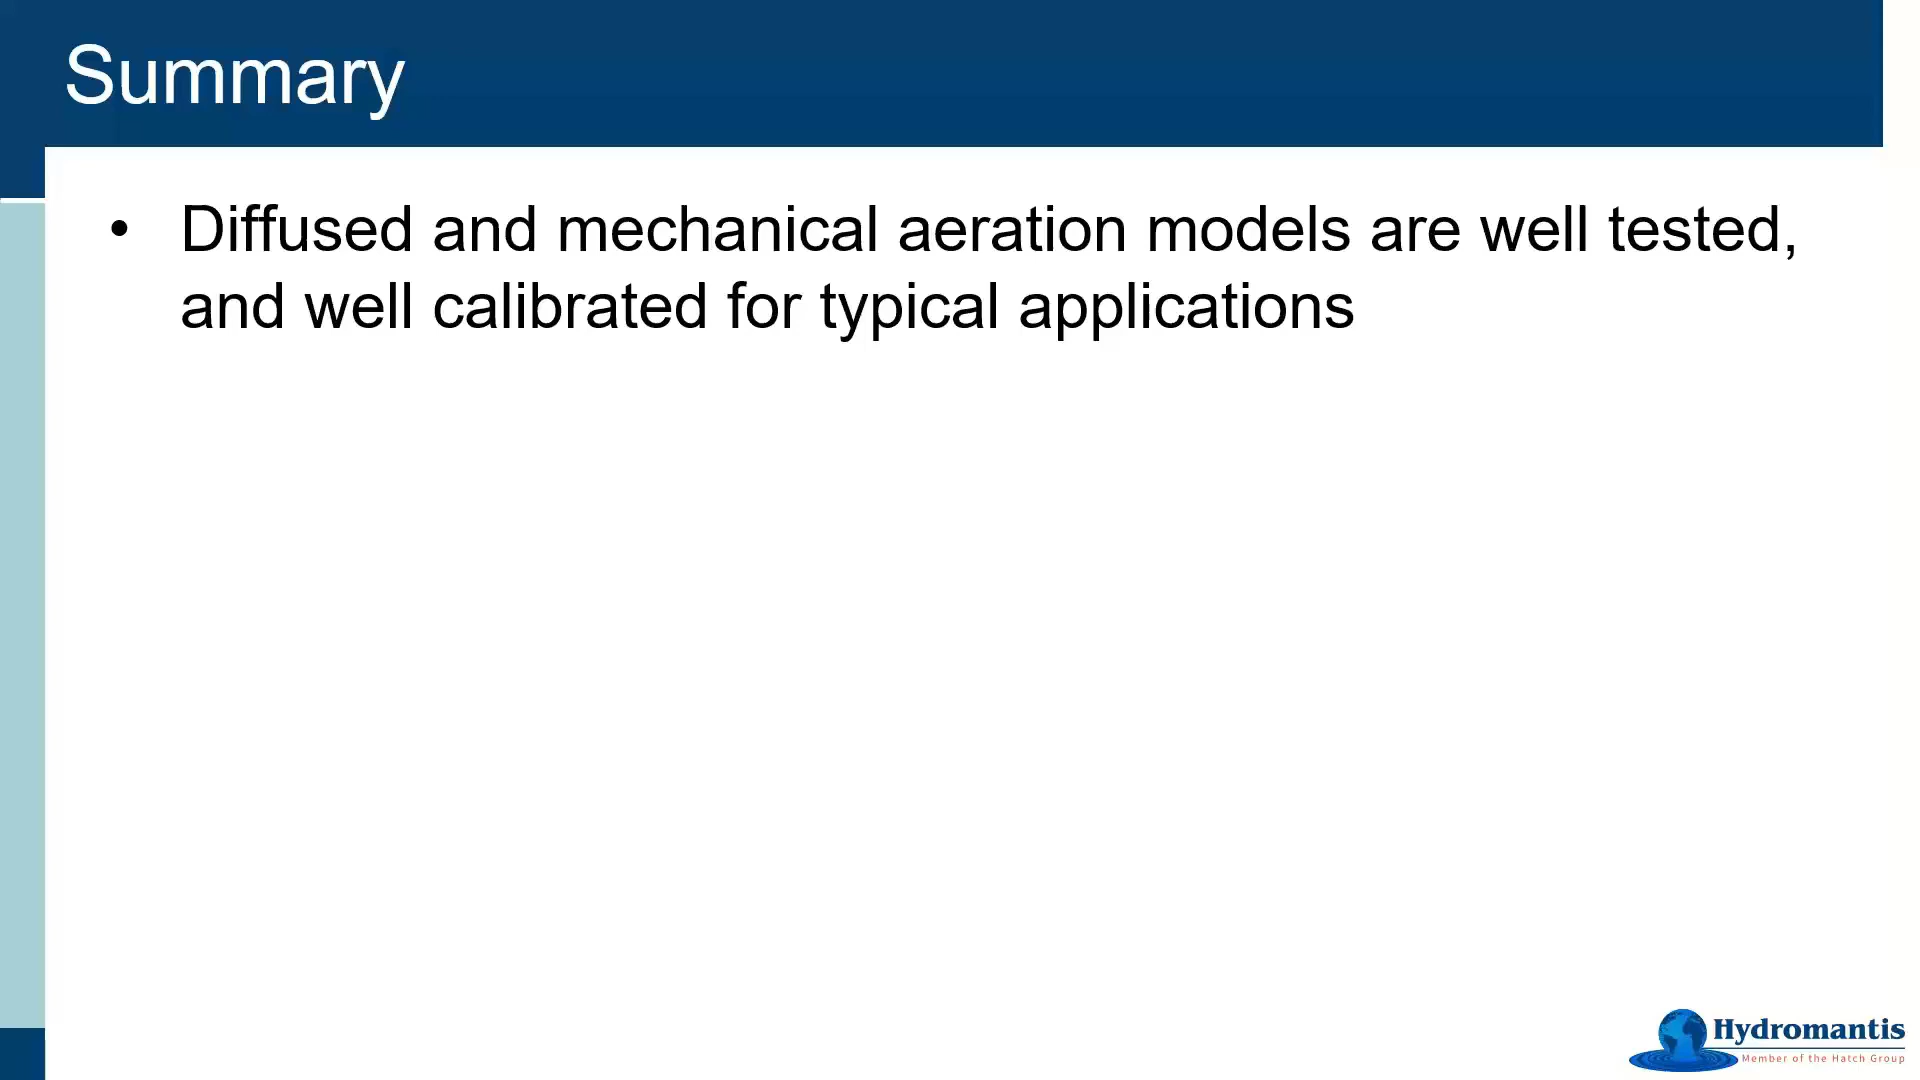 Summary
• Diffused and mechanical aeration models are well tested,
and well calibrated for typical applications
Hydromantis
Member of the Hatch Group